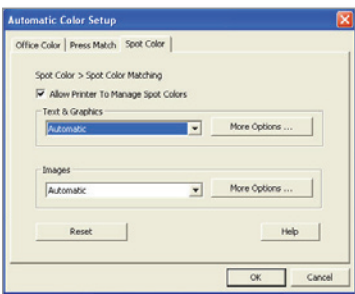 Automatic Color Setup
Office Color Press Match Spot Color
Spot Color > Spot Color Matching
Allow Printer To Manage Spot Colors
Text & Graphics
Automatic More Options ...
Images
Automatic More Options ...
Reset Help
OK Cancel